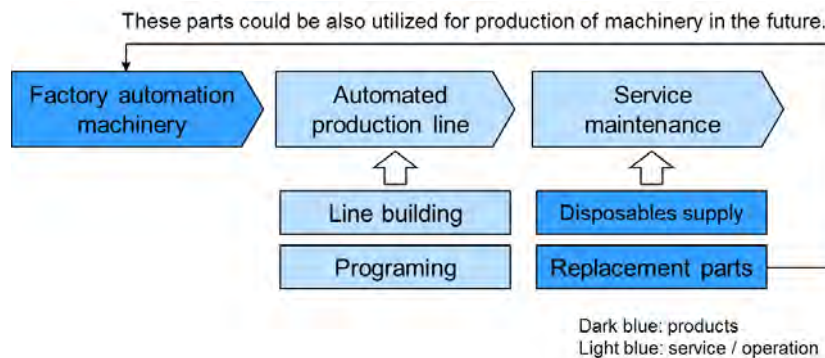 These parts could be also utilized for production of machinery in the future.
Factory automation
machinery
Automated
production line
Service
maintenance
Line building
Programing
Disposables supply
Replacement parts
Dark blue: products
Light blue: service / operation